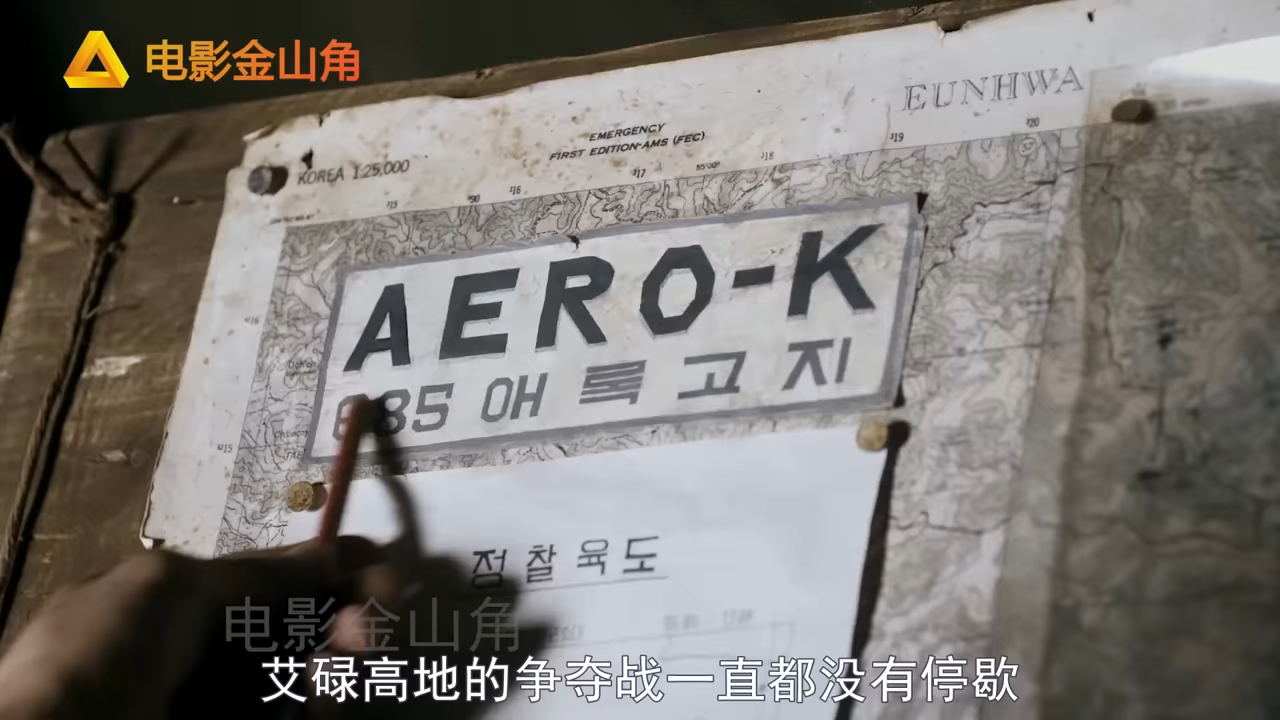 电影金山角
EUNHWA
EMERGENCY
FIRST EDITION-AMS (FEC)
KOREA 1:25,000
AERO-K
685 애록고지
정찰육도
电影金山角
艾碌高地的争夺战一直都没有停歇